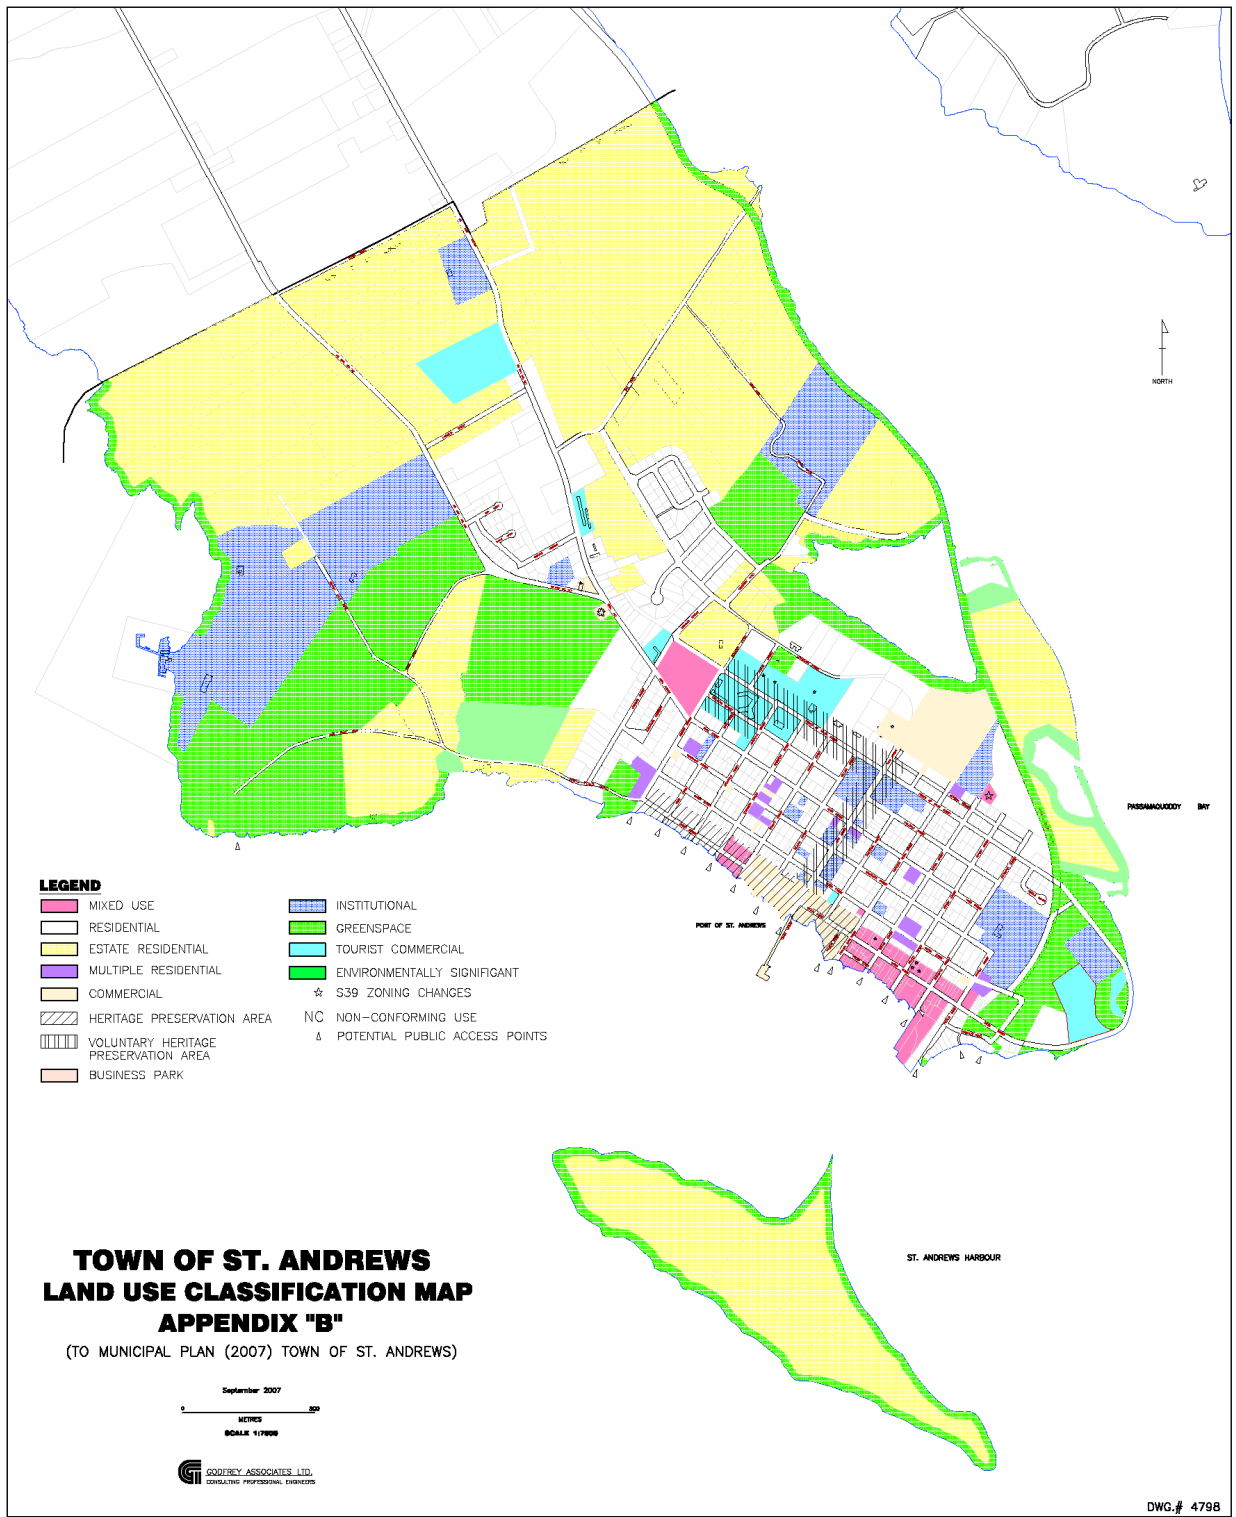 NORTH
PASSAMAQUODDY BAY
PORT OF ST. ANDREWS
LEGEND
MIXED USE
RESIDENTIAL
ESTATE RESIDENTIAL
MULTIPLE RESIDENTIAL
COMMERCIAL
HERITAGE PRESERVATION AREA
VOLUNTARY HERITAGE
PRESERVATION AREA
BUSINESS PARK
INSTITUTIONAL
GREENSPACE
TOURIST COMMERCIAL
ENVIRONMENTALLY SIGNIFIGANT
S39 ZONING CHANGES
NC NON-CONFORMING USE
POTENTIAL PUBLIC ACCESS POINTS
ST. ANDREWS HARBOUR
TOWN OF ST. ANDREWS
LAND USE CLASSIFICATION MAP
APPENDIX "B"
(TO MUNICIPAL PLAN (2007) TOWN OF ST. ANDREWS)
September 2007
0 300
METRES
SCALE
GODFREY ASSOCIATES LTD.
CONSULTING PROFESSIONAL ENGINEERS
DWG.# 4798